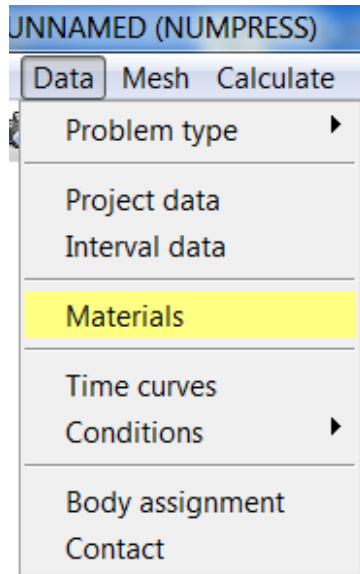 UNNAMED (NUMPRESS)
Data Mesh Calculate
Problem type
Project data
Interval data
Materials
Time curves
Conditions
Body assignment
Contact